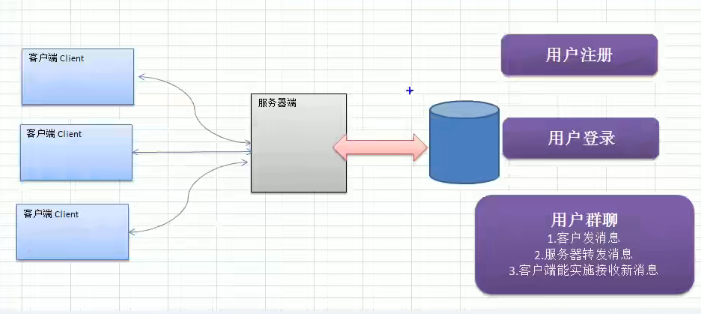 客户端 Client
客户端 Client
客户端 Client
服务器端
用户注册
用户登录
用户群聊
1.客户发消息
2.服务器转发消息
3.客户端能实施接收新消息